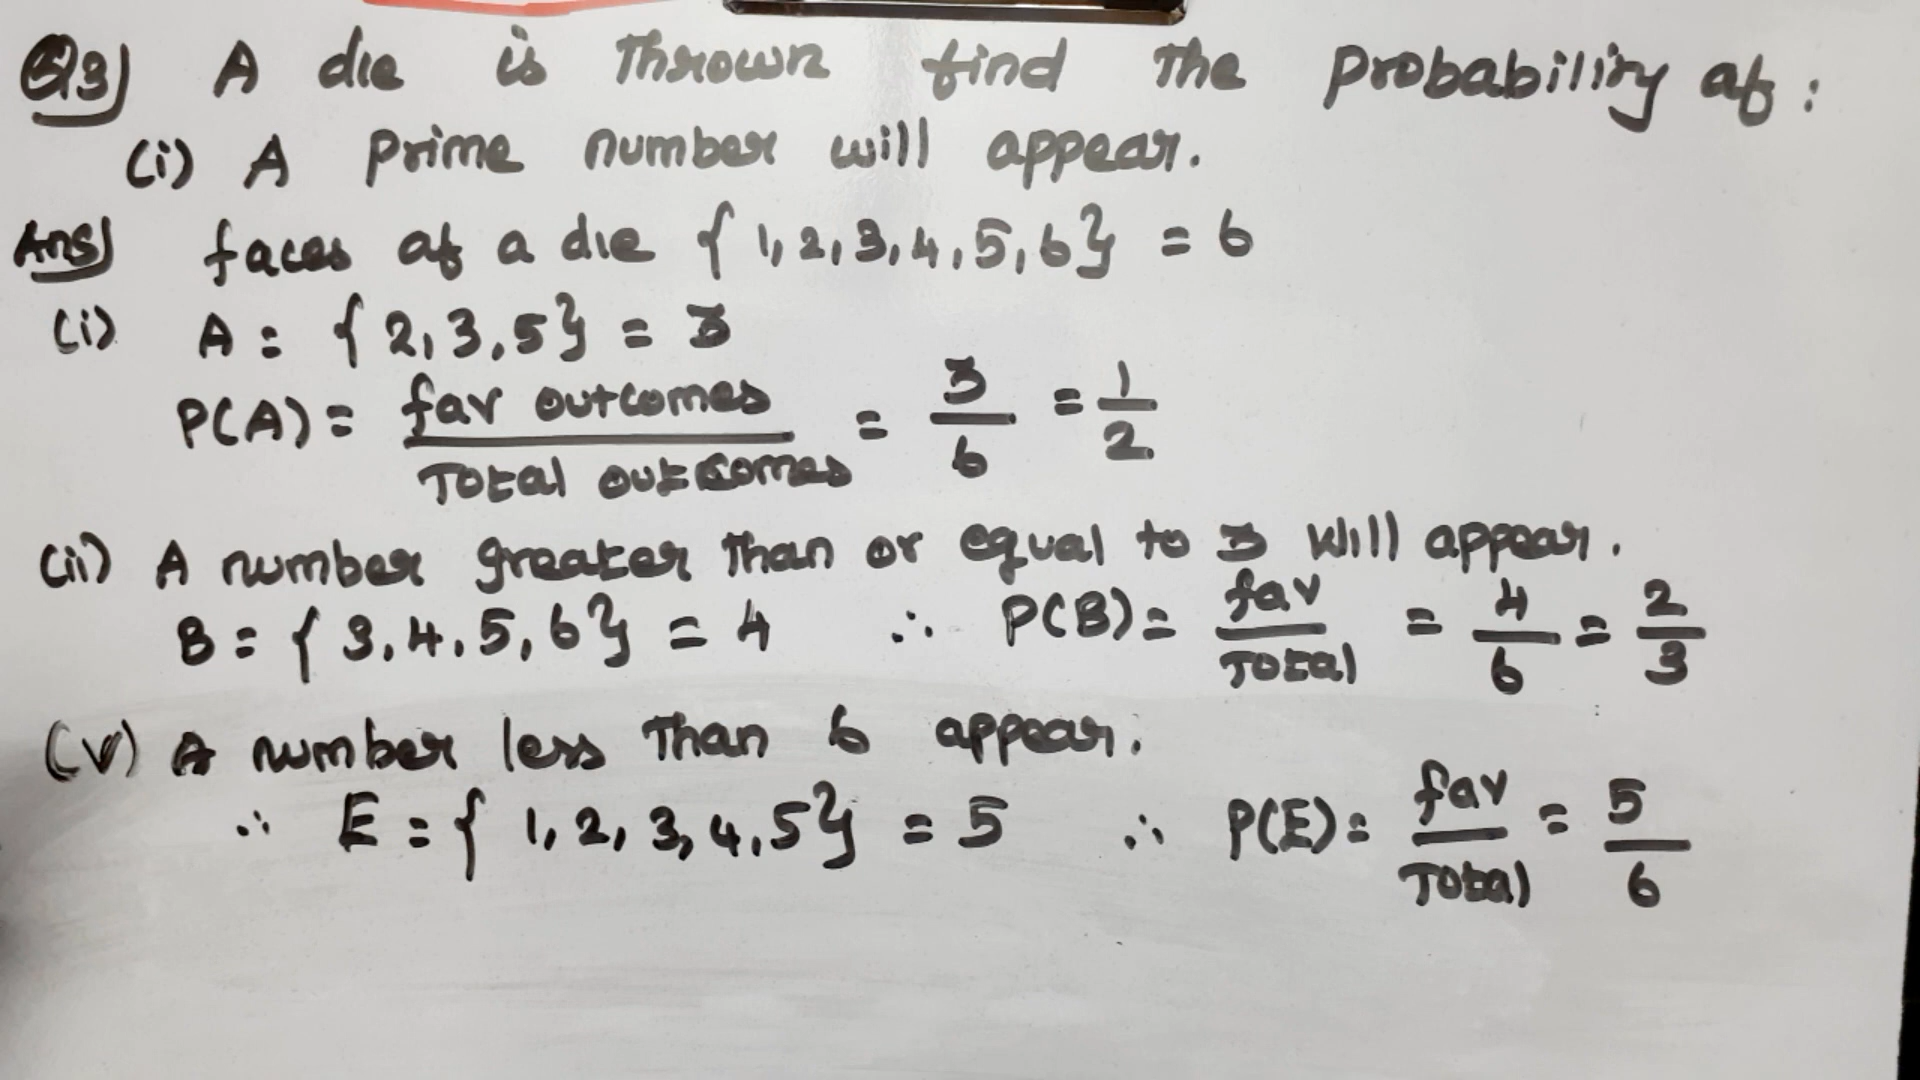 Q3) A die is Thrown find The Probability of :
(i) A Prime number will appear.
Ans) faces of a die { 1, 2, 3, 4, 5, 6} = 6
(i) A = { 2, 3, 5} = 3
P(A) = fav outcomes / Total outcomes = 3/6 = 1/2
(ii) A number greater Than or equal to 3 will appear.
B = { 3, 4, 5, 6} = 4 ∴ P(B) = fav/Total = 4/6 = 2/3
(v) A number less Than 6 appear.
∴ E = { 1, 2, 3, 4, 5} = 5 ∴ P(E) = fav/Total = 5/6